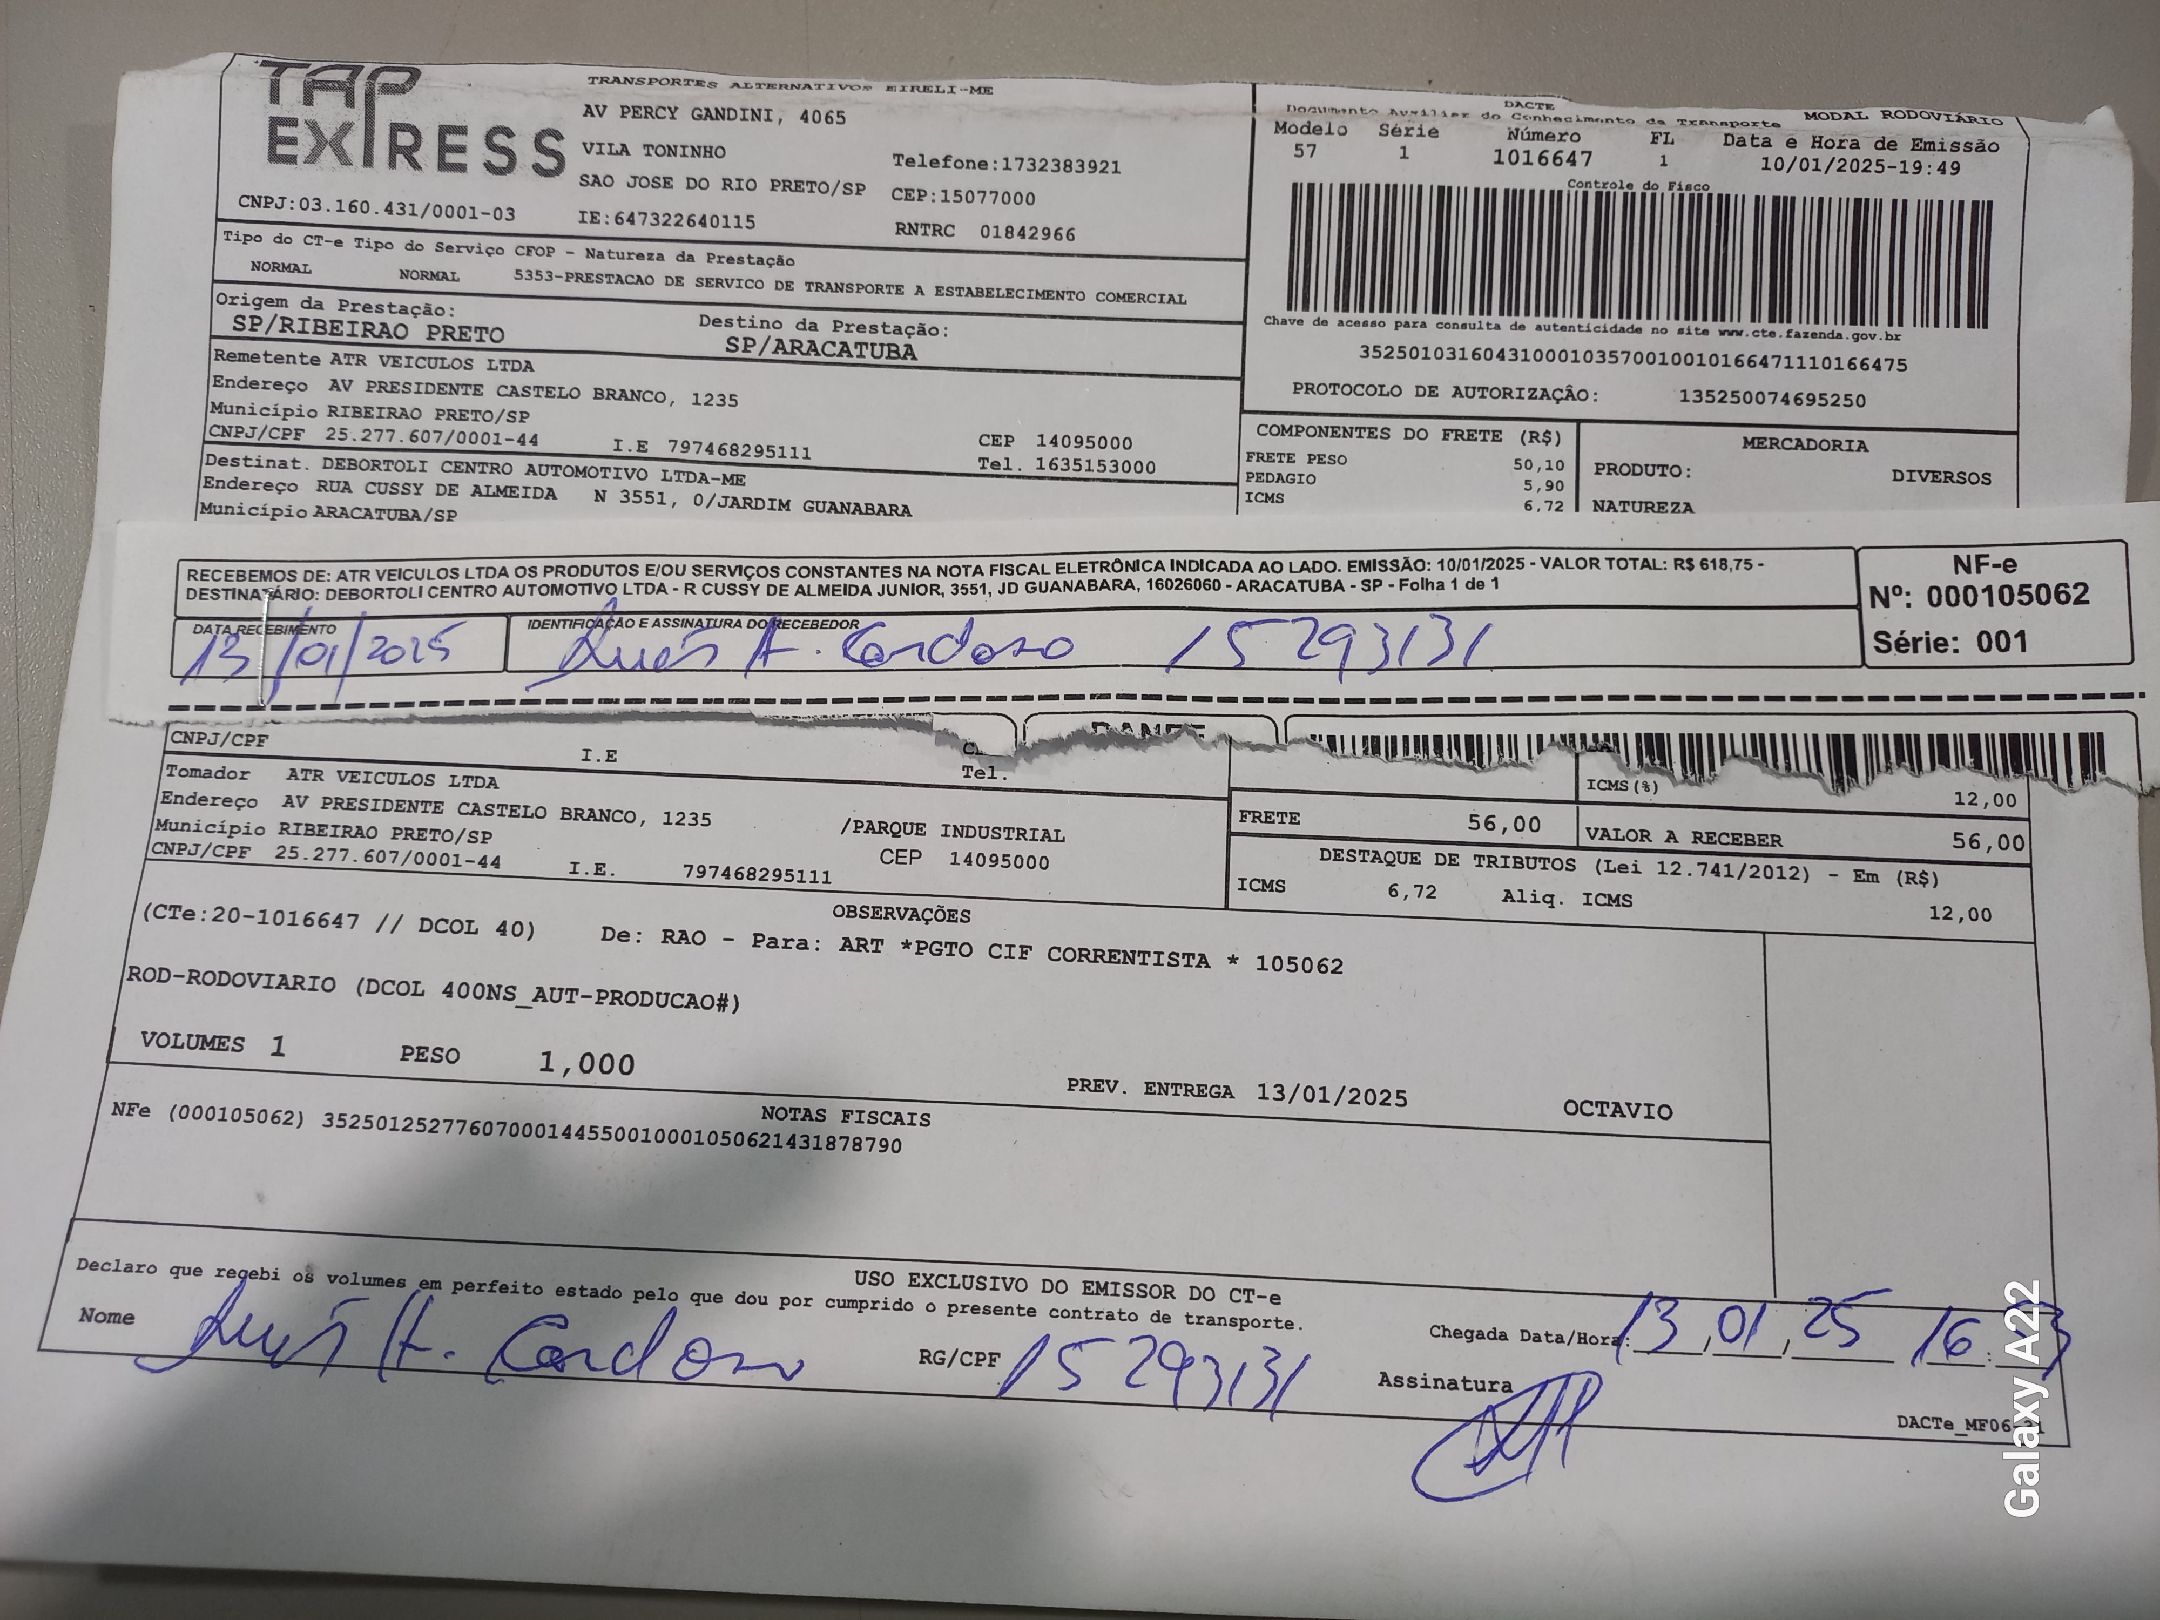 TAP
EXPRESS
TRANSPORTES ALTERNATIVOS EIRELI-ME
AV PERCY GANDINI, 4065
VILA TONINHO
Telefone:1732383921
SAO JOSE DO RIO PRETO/SP CEP:15077000
CNPJ:03.160.431/0001-03 IE:647322640115 RNTRC 01842966
DACTE
Documento Auxiliar do Conhecimento de Transporte MODAL RODOVIÁRIO
Modelo Série Número FL Data e Hora de Emissão
57 1 1016647 1 10/01/2025-19:49
Controle do Fisco
Chave de acesso para consulta de autenticidade no site www.cte.fazenda.gov.br
35250103160431000103570010010166471110166475
PROTOCOLO DE AUTORIZAÇÂO: 135250074695250
Tipo do CT-e Tipo do Serviço CFOP - Natureza da Prestação
NORMAL NORMAL 5353-PRESTACAO DE SERVICO DE TRANSPORTE A ESTABELECIMENTO COMERCIAL
Origem da Prestação: Destino da Prestação:
SP/RIBEIRAO PRETO SP/ARACATUBA
Remetente ATR VEICULOS LTDA
Endereço AV PRESIDENTE CASTELO BRANCO, 1235
Município RIBEIRAO PRETO/SP CEP 14095000
CNPJ/CPF 25.277.607/0001-44 I.E 797468295111 Tel. 1635153000
Destinat. DEBORTOLI CENTRO AUTOMOTIVO LTDA-ME
Endereço RUA CUSSY DE ALMEIDA N 3551, 0/JARDIM GUANABARA
Município ARACATUBA/SP
COMPONENTES DO FRETE (R$) MERCADORIA
FRETE PESO 50,10 PRODUTO: DIVERSOS
PEDAGIO 5,90
ICMS 6,72 NATUREZA
RECEBEMOS DE: ATR VEICULOS LTDA OS PRODUTOS E/OU SERVIÇOS CONSTANTES NA NOTA FISCAL ELETRÔNICA INDICADA AO LADO. EMISSÃO: 10/01/2025 - VALOR TOTAL: R$ 618,75 -
DESTINATÁRIO: DEBORTOLI CENTRO AUTOMOTIVO LTDA - R CUSSY DE ALMEIDA JUNIOR, 3551, JD GUANABARA, 16026060 - ARACATUBA - SP - Folha 1 de 1
NF-e
Nº: 000105062
Série: 001
DATA RECEBIMENTO IDENTIFICAÇÃO E ASSINATURA DO RECEBEDOR
13/01/2025 Luís H. Cardoso 15293131
DANFE
CNPJ/CPF I.E Tel.
Tomador ATR VEICULOS LTDA
Endereço AV PRESIDENTE CASTELO BRANCO, 1235 /PARQUE INDUSTRIAL
Município RIBEIRAO PRETO/SP CEP 14095000
CNPJ/CPF 25.277.607/0001-44 I.E. 797468295111
ICMS(%) 12,00
FRETE 56,00 VALOR A RECEBER 56,00
DESTAQUE DE TRIBUTOS (Lei 12.741/2012) - Em (R$)
ICMS 6,72 Aliq. ICMS 12,00
OBSERVAÇÕES
(CTe:20-1016647 // DCOL 40) De: RAO - Para: ART *PGTO CIF CORRENTISTA * 105062
ROD-RODOVIARIO (DCOL 400NS_AUT-PRODUCAO#)
VOLUMES 1 PESO 1,000 PREV. ENTREGA 13/01/2025 OCTAVIO
NOTAS FISCAIS
NFe (000105062) 35250125277607000144550010001050621431878790
USO EXCLUSIVO DO EMISSOR DO CT-e
Declaro que recebi os volumes em perfeito estado pelo que dou por cumprido o presente contrato de transporte.
Nome Luís H. Cardoso RG/CPF 15293131 Chegada Data/Hora: 13,01,25 16:
Assinatura
DACTe_MF06
Galaxy A22